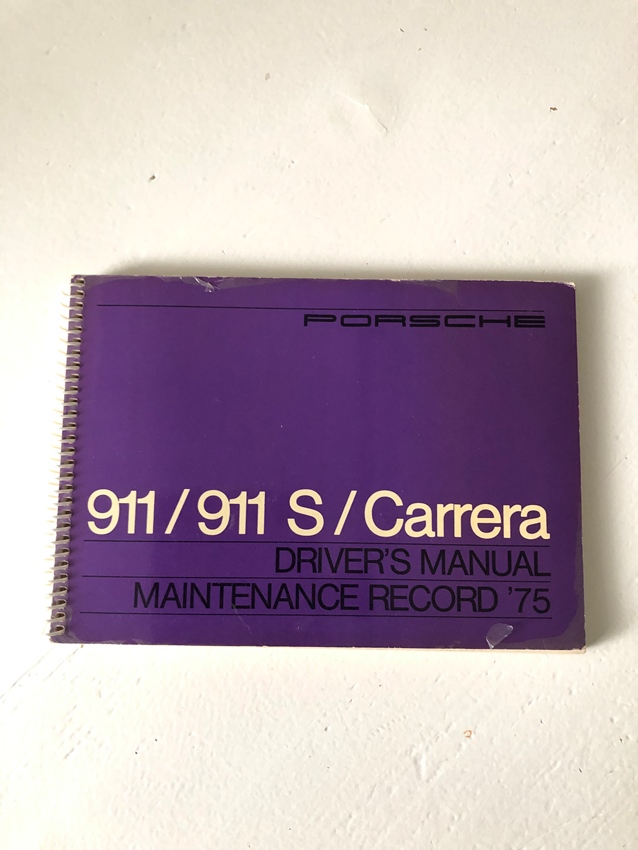 PORSCHE
911/911 S/Carrera
DRIVER'S MANUAL
MAINTENANCE RECORD '75